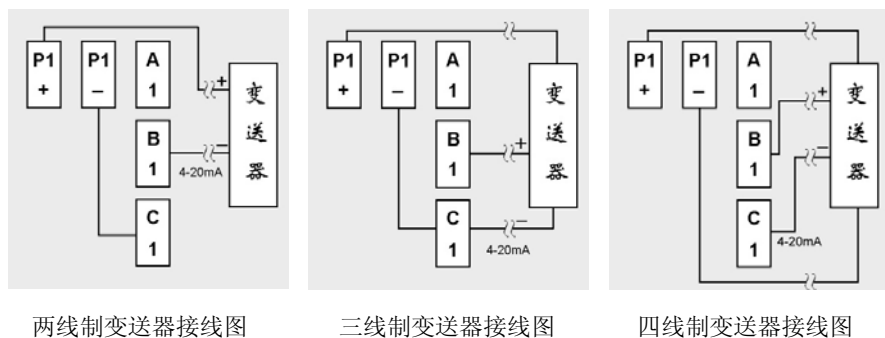 P1
+
P1
–
A
1
B
1
C
1
+
–
4-20mA
变
送
器
P1
+
P1
–
A
1
B
1
C
1
+
–
4-20mA
变
送
器
P1
+
P1
–
A
1
B
1
C
1
+
–
4-20mA
变
送
器
两线制变送器接线图
三线制变送器接线图
四线制变送器接线图